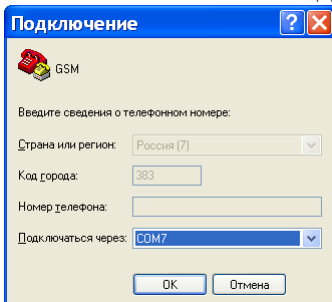 Подключение
GSM
Введите сведения о телефонном номере:
Страна или регион: Россия (7)
Код города: 383
Номер телефона:
Подключаться через: COM7
OK Отмена